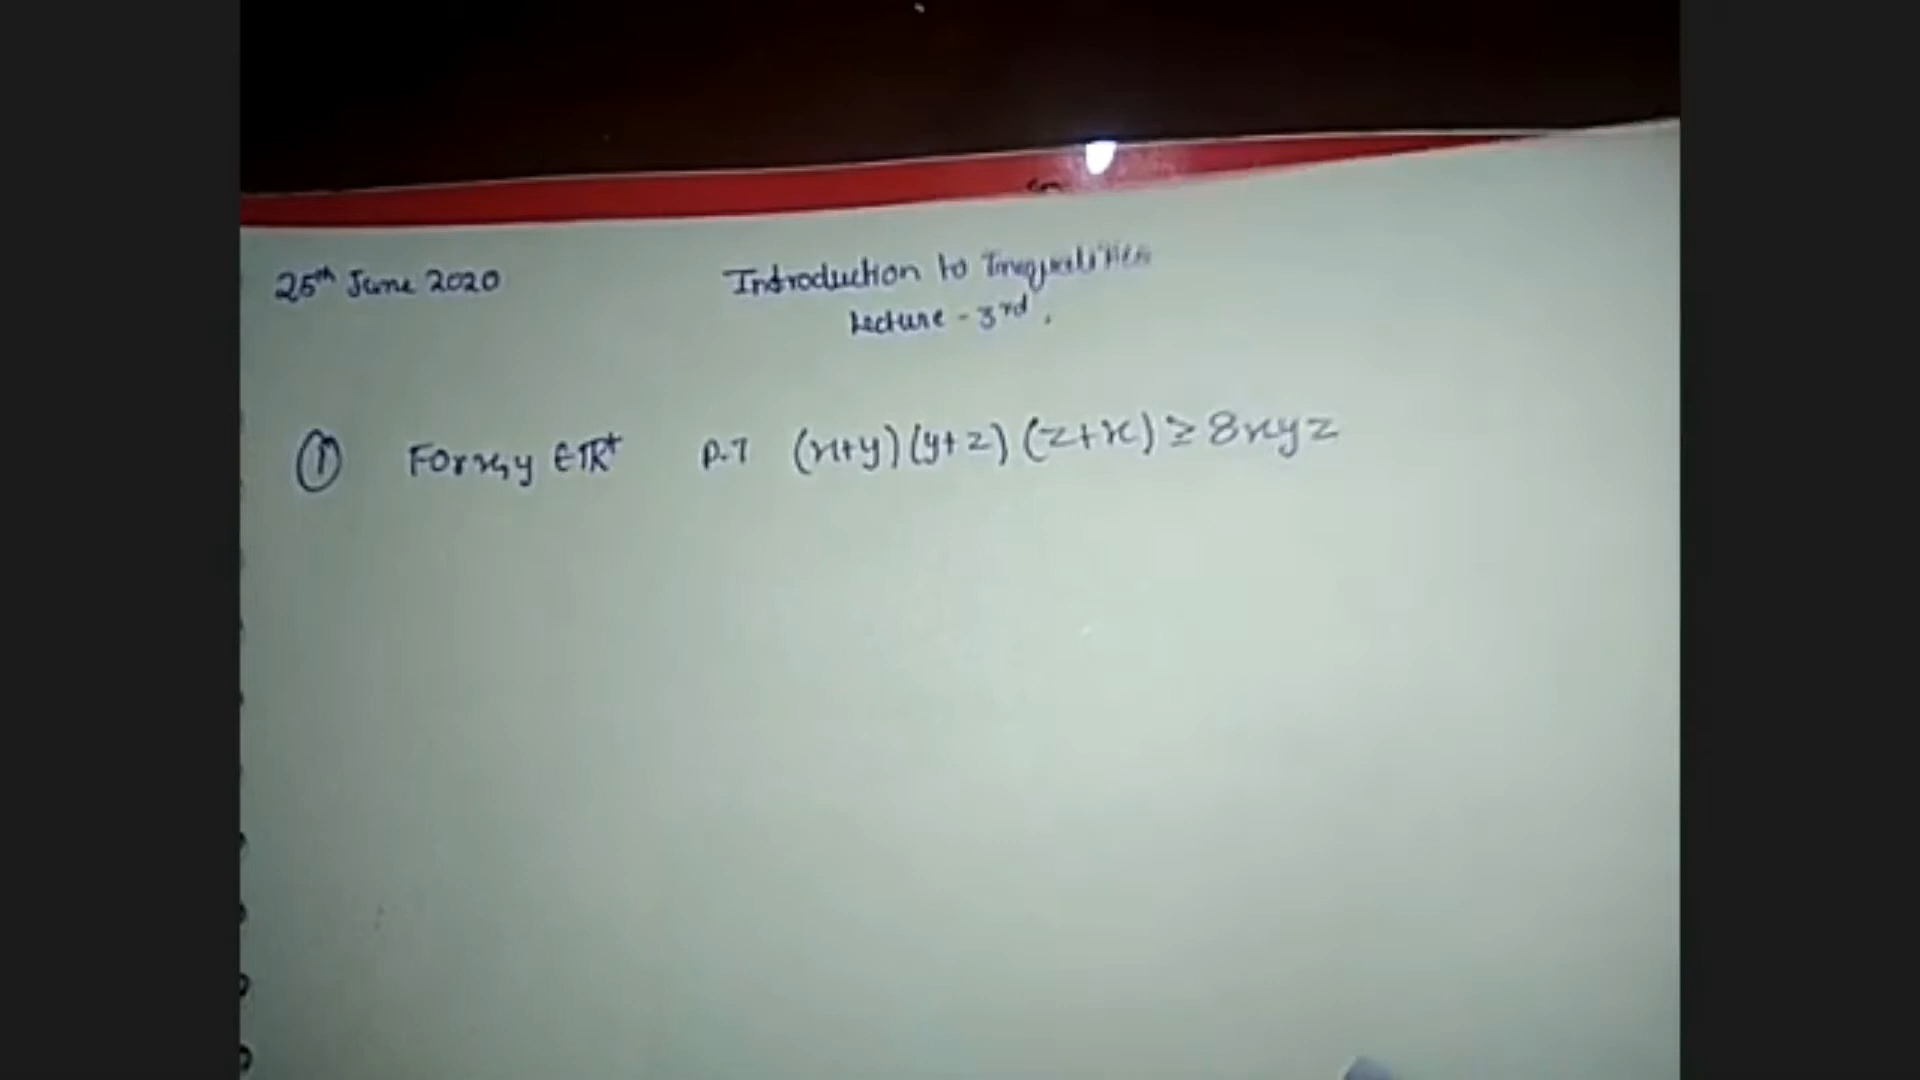 25th June 2020
Introduction to Inequalities
Lecture - 3rd.
① For x, y ∈ ℝ⁺ P.T (x+y)(y+z)(z+x) ≥ 8xyz